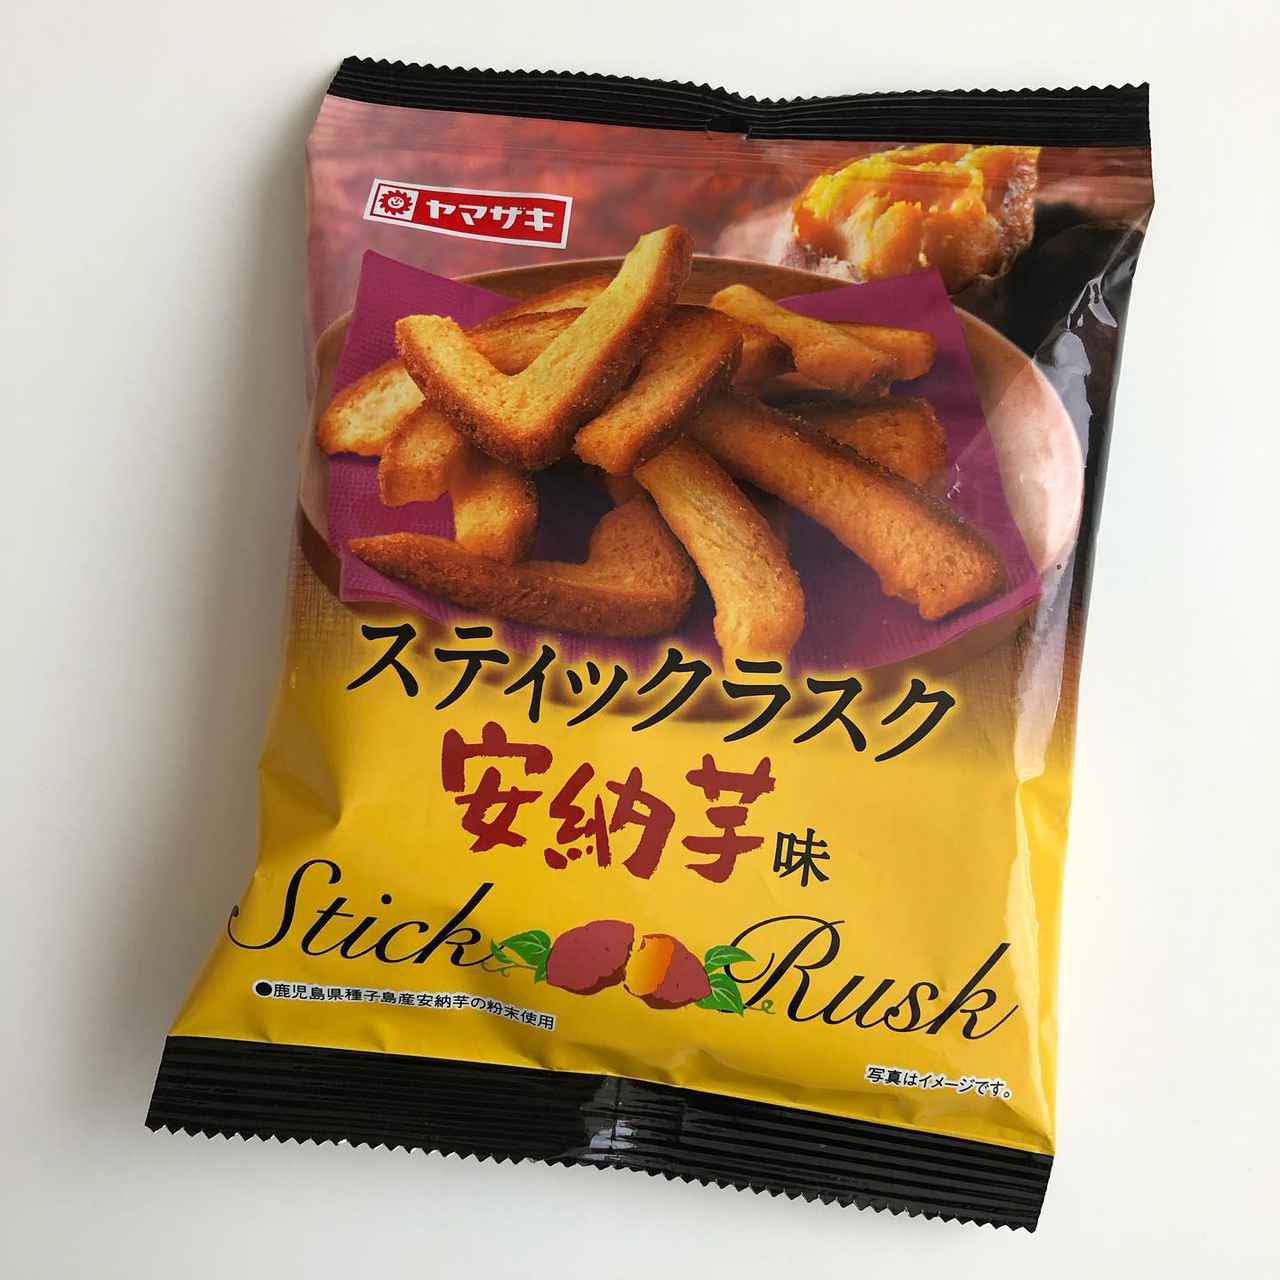 ヤマザキ
スティックラスク
安納芋味
Stick Rusk
●鹿児島県種子島産安納芋の粉末使用
写真はイメージです。